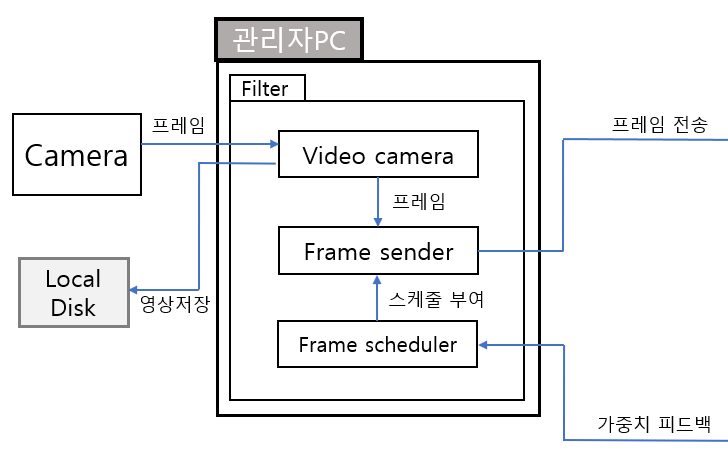 관리자PC
Filter
Camera
프레임
Video camera
프레임 전송
프레임
Frame sender
Local
Disk
영상저장
스케줄 부여
Frame scheduler
가중치 피드백